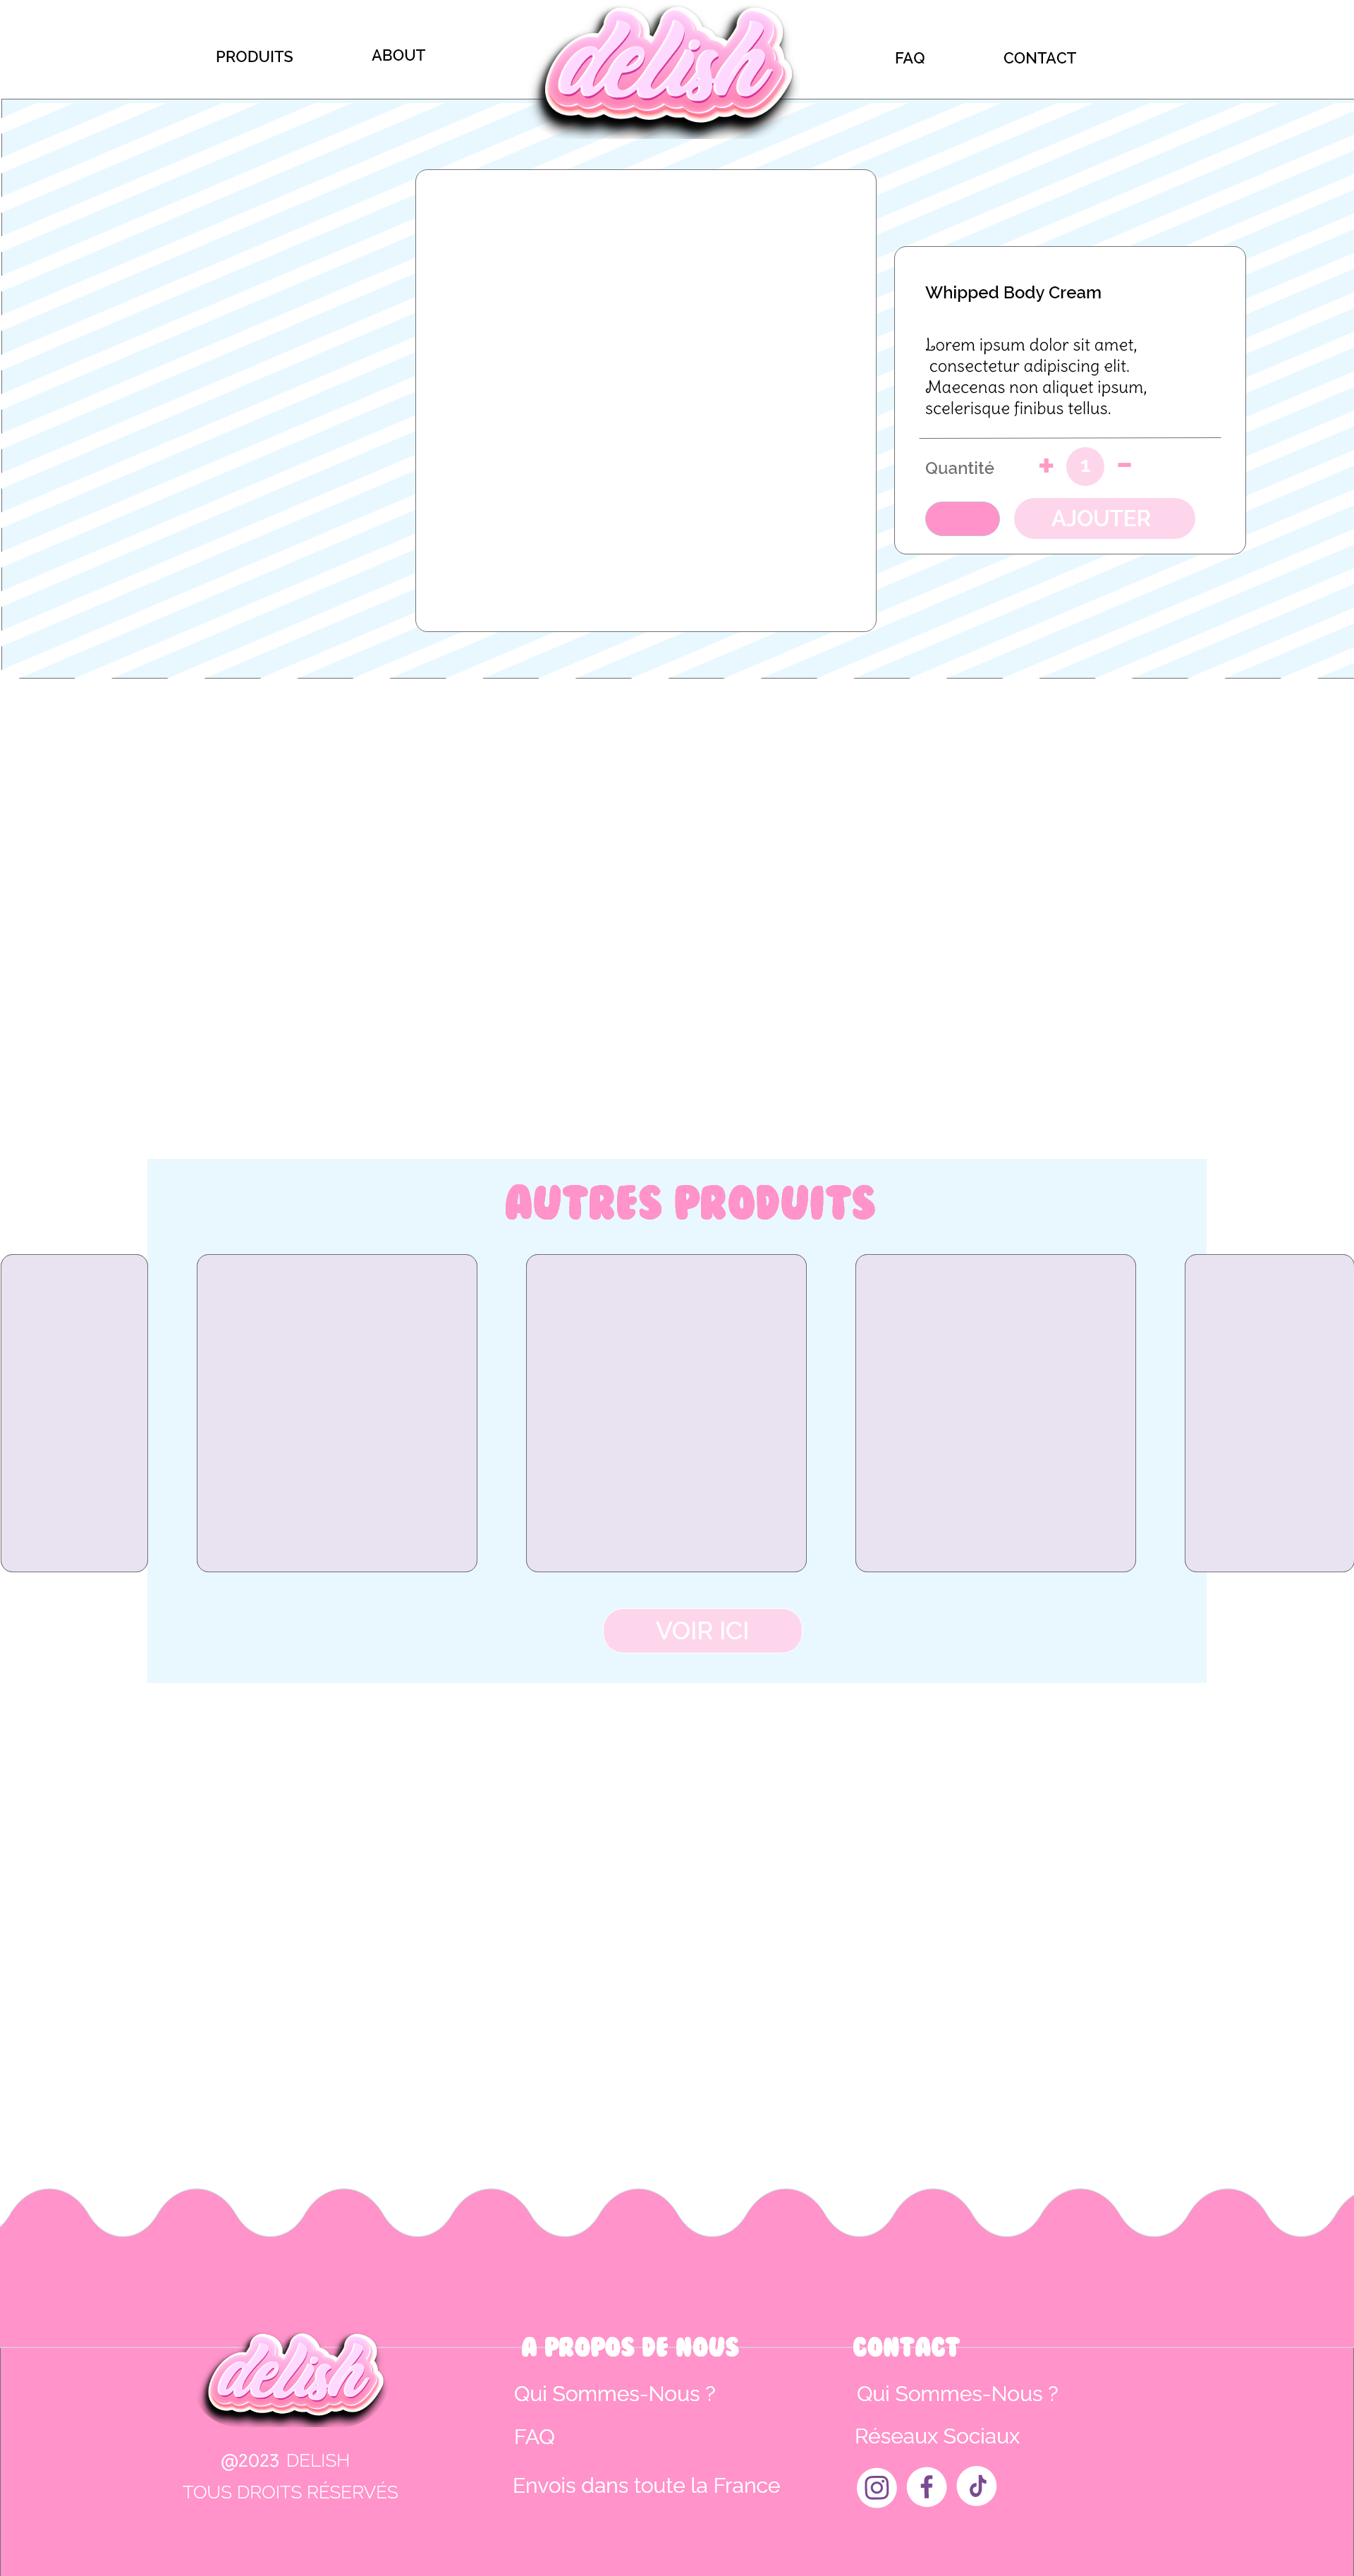 PRODUITS
ABOUT
delish
FAQ
CONTACT
Whipped Body Cream
Lorem ipsum dolor sit amet,
consectetur adipiscing elit.
Maecenas non aliquet ipsum,
scelerisque finibus tellus.
Quantité
+ 1 -
AJOUTER
AUTRES PRODUITS
VOIR ICI
delish
@2023 DELISH
TOUS DROITS RÉSERVÉS
A PROPOS DE NOUS
Qui Sommes-Nous ?
FAQ
Envois dans toute la France
CONTACT
Qui Sommes-Nous ?
Réseaux Sociaux